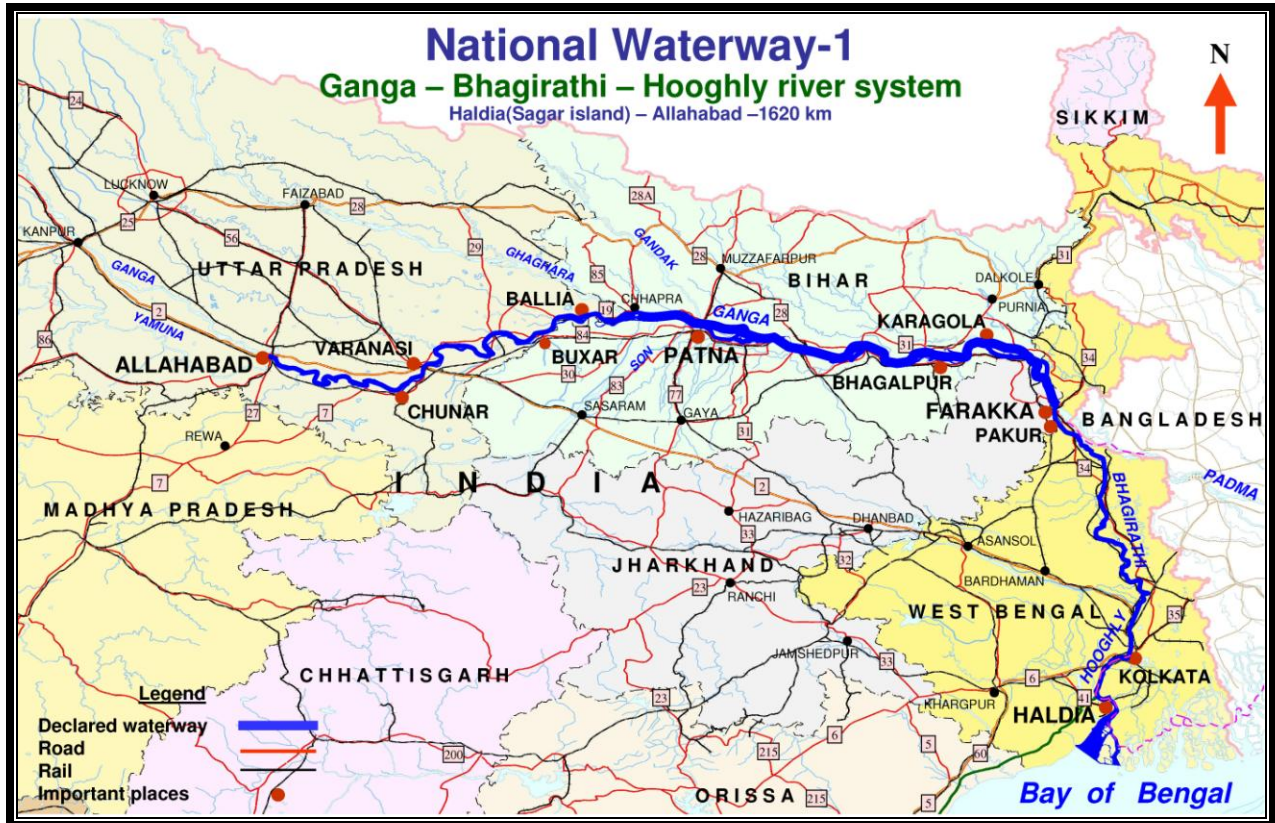 National Waterway-1
Ganga – Bhagirathi – Hooghly river system
Haldia(Sagar island) – Allahabad –1620 km
N
SIKKIM
24
LUCKNOW
FAIZABAD
28
28A
25
KANPUR
56
29
GHAGHARA
GANDAK
28
31
GANGA
UTTAR PRADESH
85
MUZZAFARPUR
BIHAR
DALKOLE
PURNIA
2
YAMUNA
BALLIA
19
CHHAPRA
GANGA
28
KARAGOLA
86
VARANASI
84
31
34
ALLAHABAD
BUXAR
SON
PATNA
30
83
BHAGALPUR
77
CHUNAR
SASARAM
GAYA
FARAKKA
BANGLADESH
27
7
31
PAKUR
REWA
34
INDIA
2
BHAGIRATHI
PADMA
7
MADHYA PRADESH
HAZARIBAG
DHANBAD
33
ASANSOL
32
JHARKHAND
BARDHAMAN
23
RANCHI
WEST BENGAL
35
HOOGHLY
JAMSHEDPUR
33
CHHATTISGARH
6
KOLKATA
23
KHARGPUR
41
HALDIA
Legend
Declared waterway
Road
Rail
Important places
200
215
6
5
60
ORISSA
215
5
Bay of Bengal